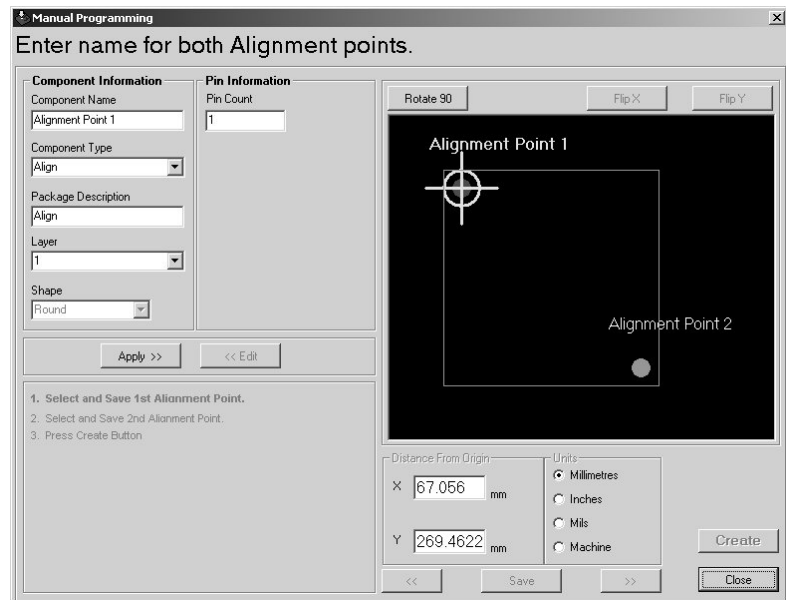 Manual Programming
Enter name for both Alignment points.
Component Information
Component Name
Alignment Point 1
Component Type
Align
Package Description
Align
Layer
1
Shape
Round
Pin Information
Pin Count
1
Apply >>
<< Edit
1. Select and Save 1st Alignment Point.
2. Select and Save 2nd Alignment Point.
3. Press Create Button
Rotate 90
Flip X
Flip Y
Alignment Point 1
Alignment Point 2
Distance From Origin
X 67.056 mm
Y 269.4622 mm
Units
Millimetres
Inches
Mils
Machine
<<
Save
>>
Create
Close